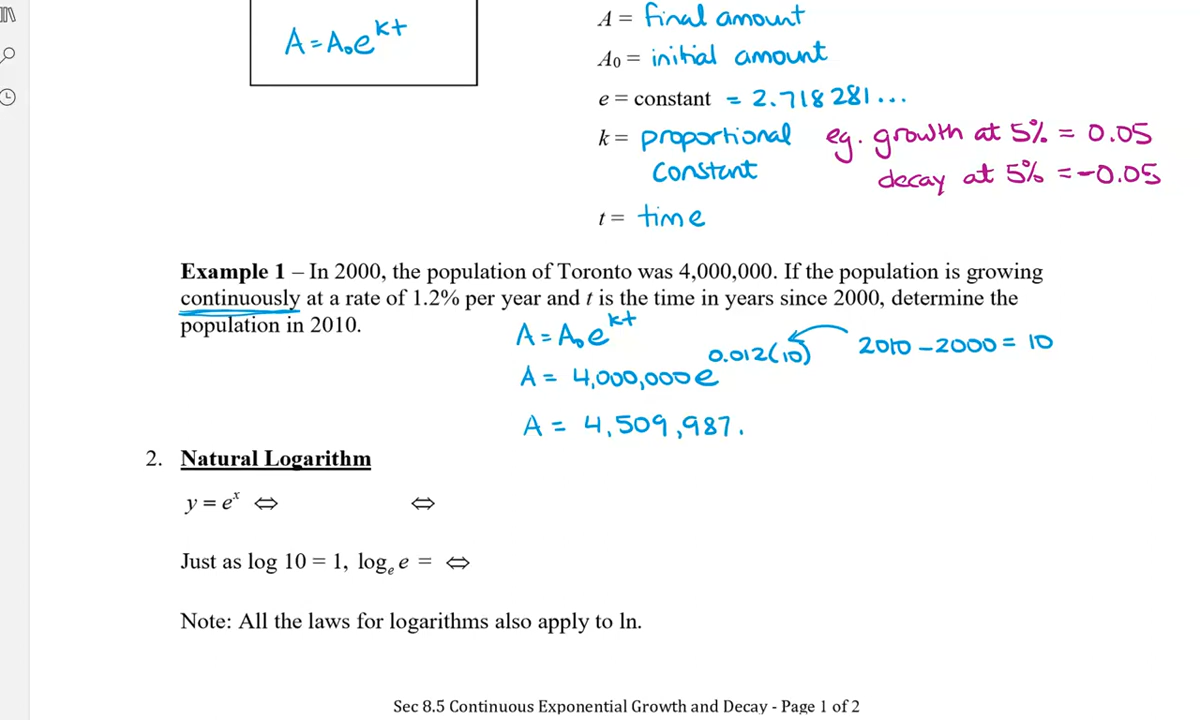 A = A₀e^kt
A = final amount
A₀ = initial amount
e = constant = 2.718281...
k = proportional constant eg. growth at 5% = 0.05
decay at 5% = -0.05
t = time
Example 1 – In 2000, the population of Toronto was 4,000,000. If the population is growing
continuously at a rate of 1.2% per year and t is the time in years since 2000, determine the
population in 2010.
A = A₀e^kt
A = 4,000,000e^0.012(10) 2010 - 2000 = 10
A = 4,509,987.
2. Natural Logarithm
y = e^x ⇔ ⇔
Just as log 10 = 1, logₑ e = ⇔
Note: All the laws for logarithms also apply to ln.
Sec 8.5 Continuous Exponential Growth and Decay - Page 1 of 2